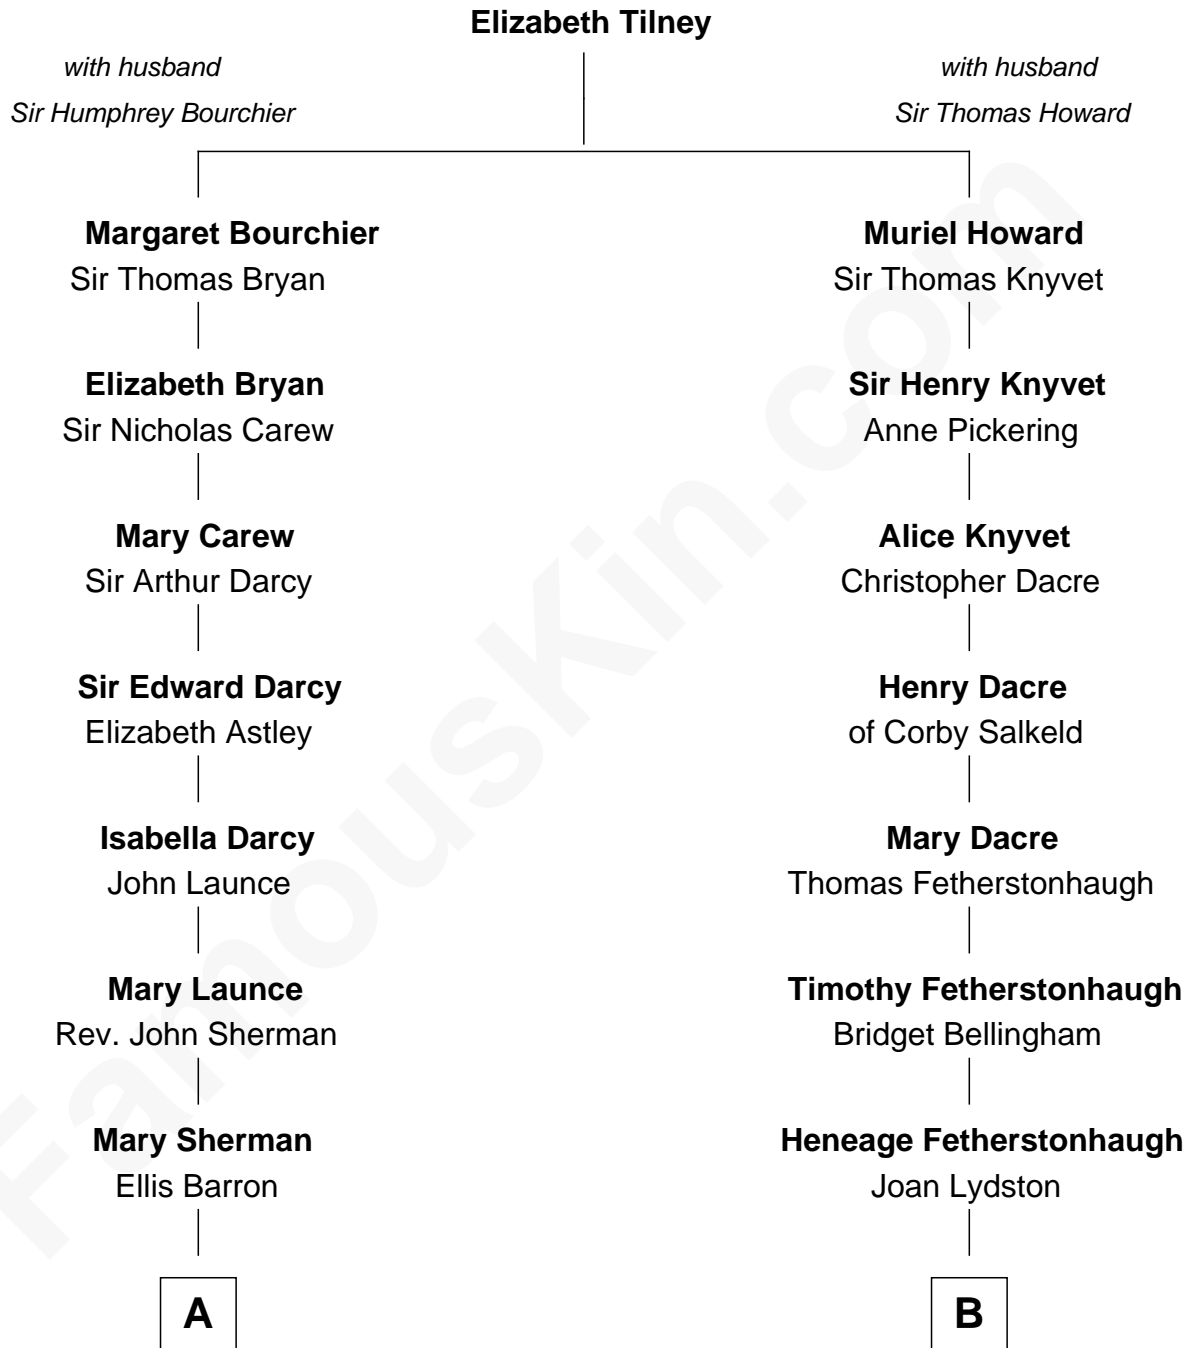 Elizabeth Tilney
with husband
Sir Humphrey Bourchier
with husband
Sir Thomas Howard
Margaret Bourchier
Sir Thomas Bryan
Muriel Howard
Sir Thomas Knyvet
Elizabeth Bryan
Sir Nicholas Carew
Sir Henry Knyvet
Anne Pickering
Mary Carew
Sir Arthur Darcy
Alice Knyvet
Christopher Dacre
Sir Edward Darcy
Elizabeth Astley
Henry Dacre
of Corby Salkeld
Isabella Darcy
John Launce
Mary Dacre
Thomas Fetherstonhaugh
Mary Launce
Rev. John Sherman
Timothy Fetherstonhaugh
Bridget Bellingham
Mary Sherman
Ellis Barron
Heneage Fetherstonhaugh
Joan Lydston
A
B
FamousKin.com